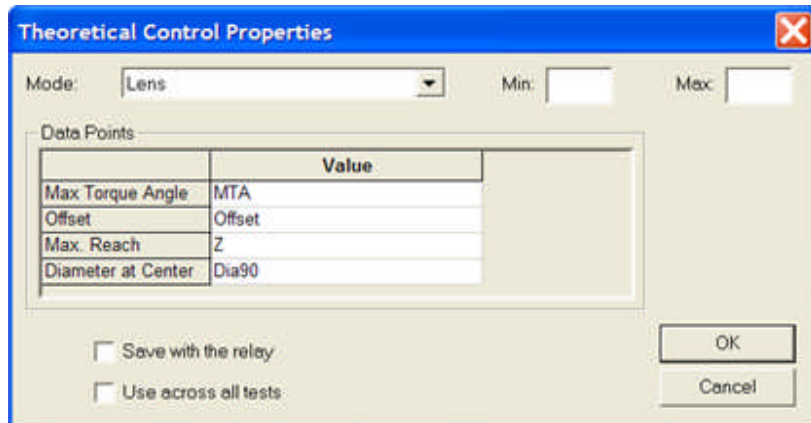 Theoretical Control Properties
Mode: Lens Min: Max:
Data Points
Value
Max Torque Angle MTA
Offset Offset
Max. Reach Z
Diameter at Center Dia90
Save with the relay
Use across all tests
OK
Cancel